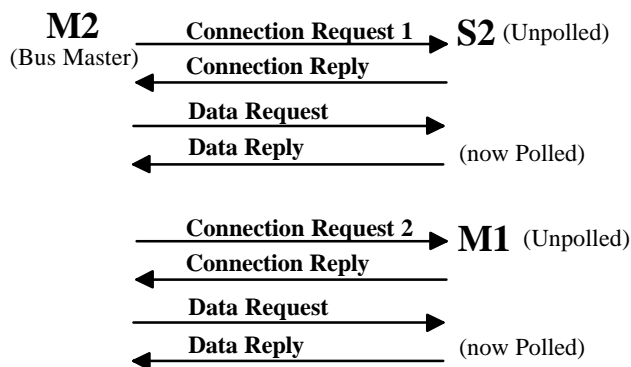 M2 Connection Request 1 S2 (Unpolled)
(Bus Master) Connection Reply
Data Request
Data Reply (now Polled)
Connection Request 2 M1 (Unpolled)
Connection Reply
Data Request
Data Reply (now Polled)